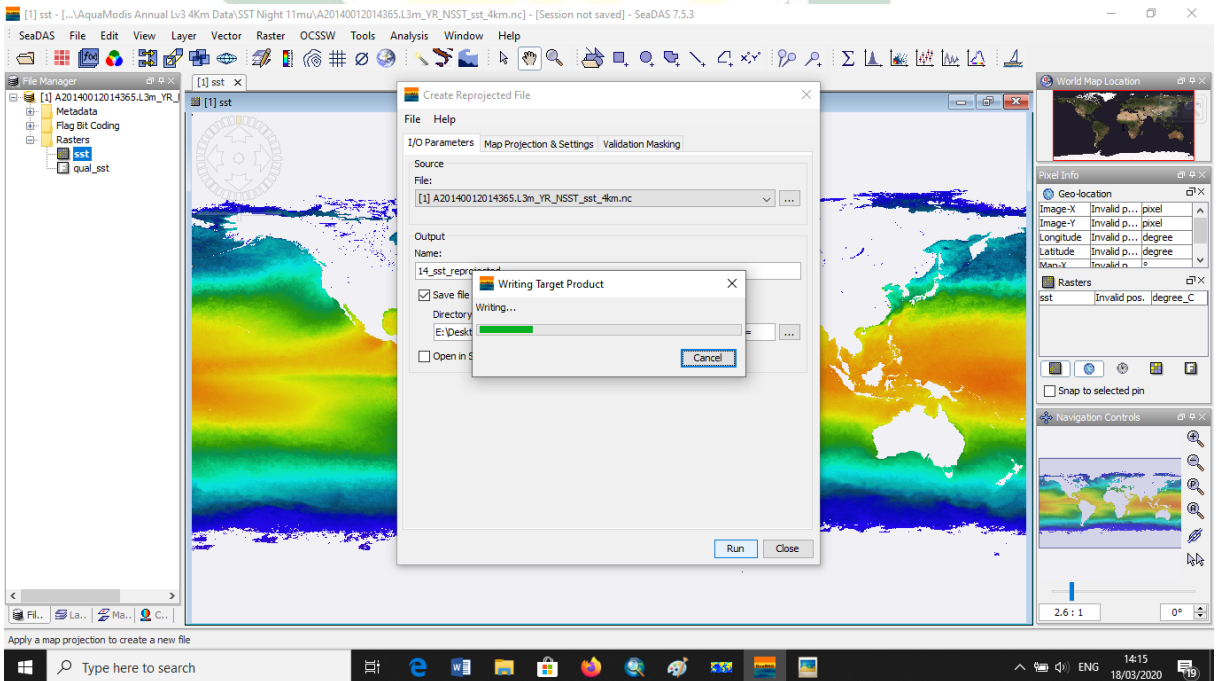 [1] sst - [...\AquaModis Annual Lv3 4Km Data\SST Night 11mu\A20140012014365.L3m_YR_NSST_sst_4km.nc] - [Session not saved] - SeaDAS 7.5.3
SeaDAS File Edit View Layer Vector Raster OCSSW Tools Analysis Window Help
File Manager
[1] A20140012014365.L3m_YR_
Metadata
Flag Bit Coding
Rasters
sst
qual_sst
[1] sst
[1] sst
Create Reprojected File
File Help
I/O Parameters Map Projection & Settings Validation Masking
Source
File:
[1] A20140012014365.L3m_YR_NSST_sst_4km.nc
...
Output
Name:
14_sst_reprojected
Save file
Directory
E:\Deskt
...
Open in S
Writing Target Product
Writing...
Cancel
Run Close
World Map Location
Pixel Info
Geo-location
Image-X Invalid p... pixel
Image-Y Invalid p... pixel
Longitude Invalid p... degree
Latitude Invalid p... degree
Map-X Invalid p
Rasters
sst Invalid pos. degree_C
Snap to selected pin
Navigation Controls
2.6 : 1 0°
Fil.. La.. Ma.. C..
Apply a map projection to create a new file
Type here to search
ENG
14:15
18/03/2020
19